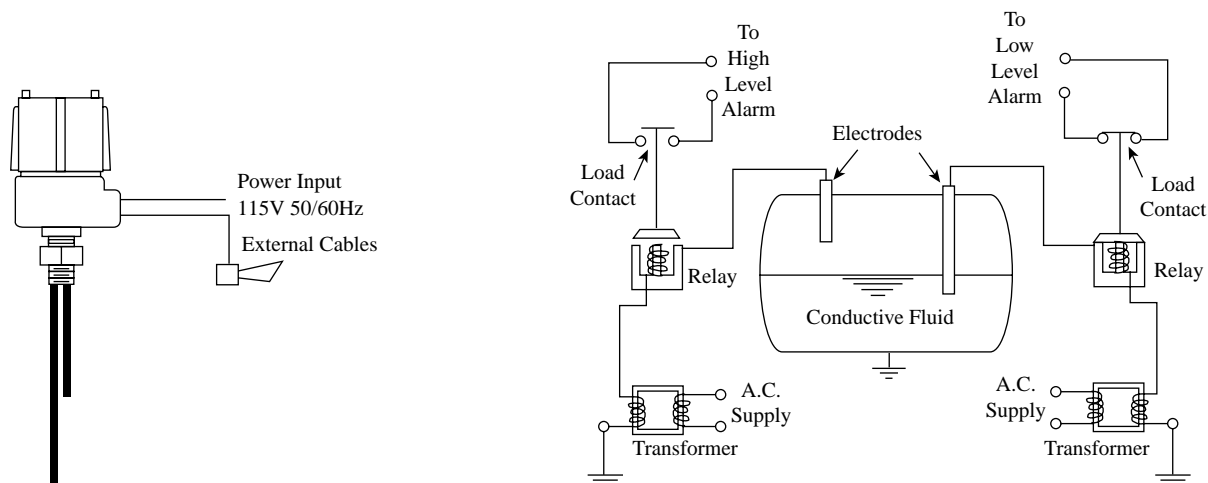 Power Input
115V 50/60Hz
External Cables
To
High
Level
Alarm
Load
Contact
Relay
A.C.
Supply
Transformer
Electrodes
Conductive Fluid
To
Low
Level
Alarm
Load
Contact
Relay
A.C.
Supply
Transformer